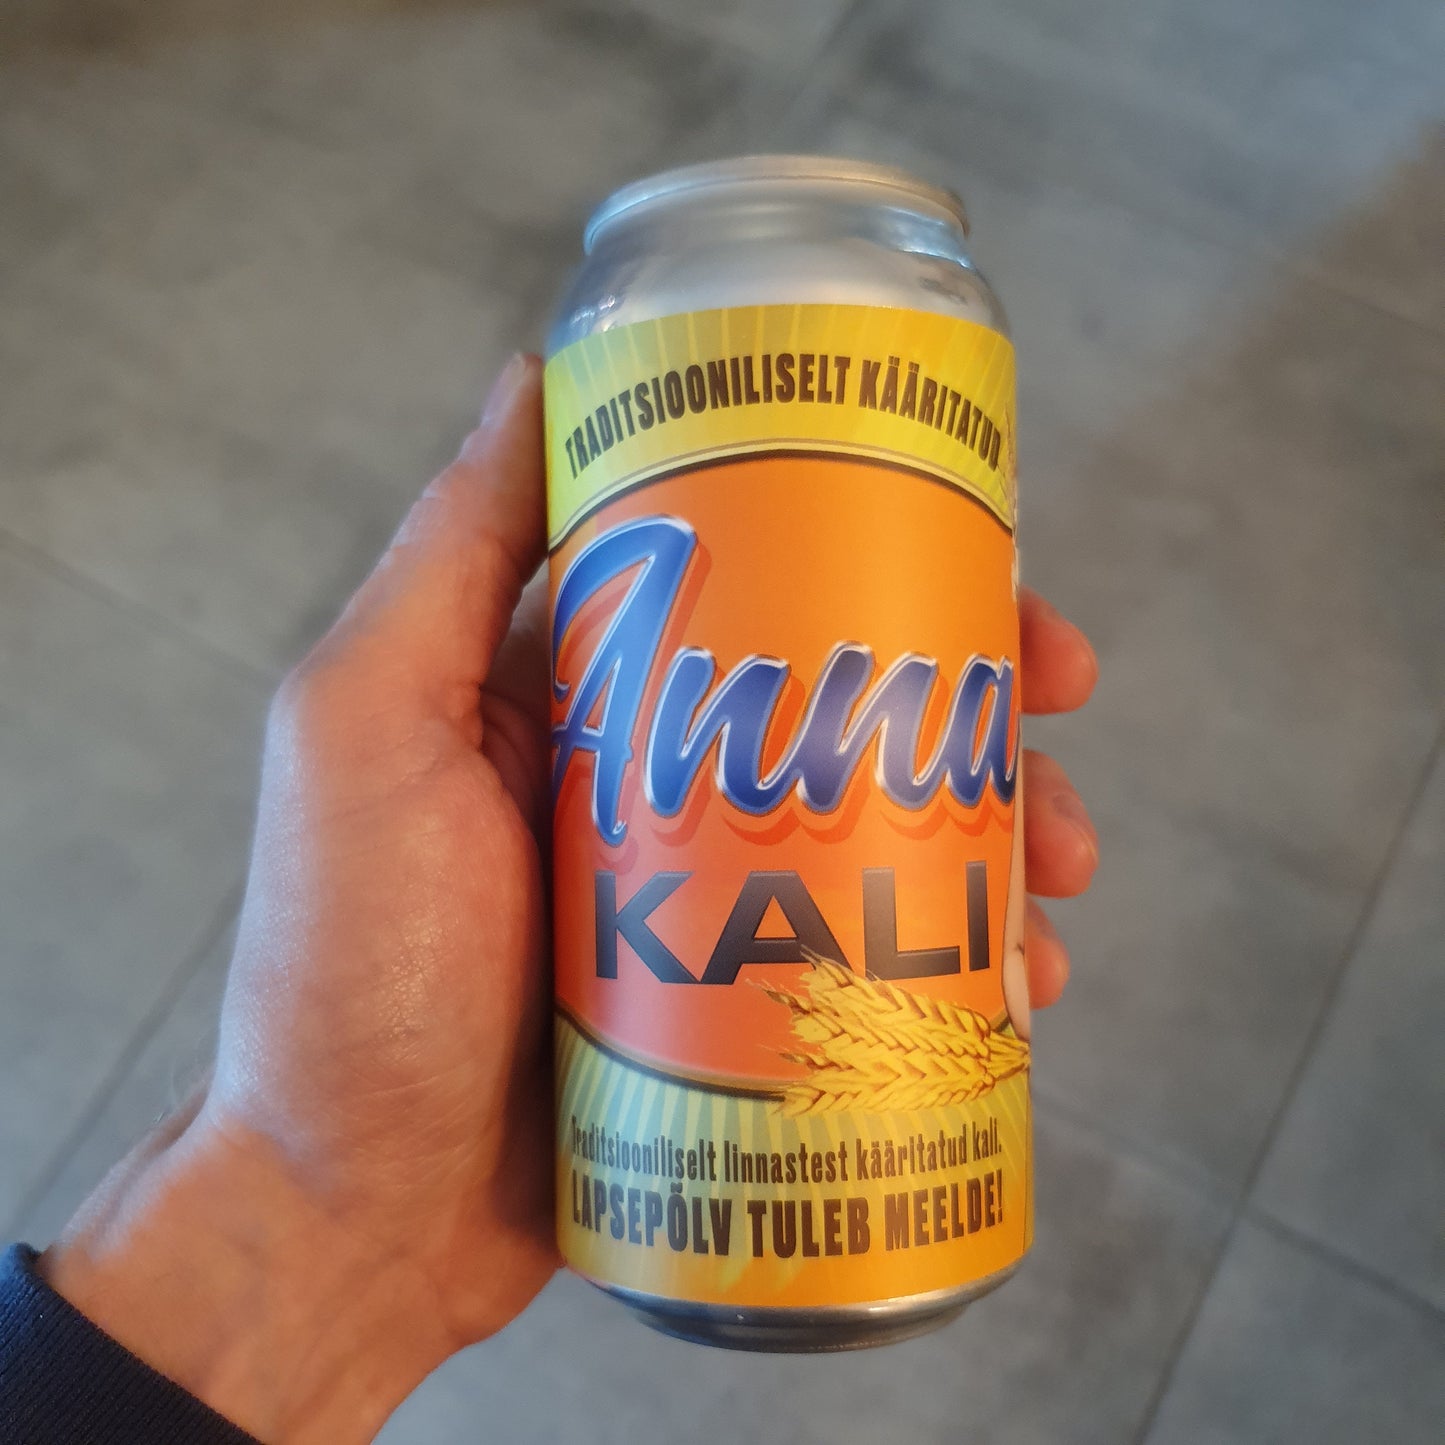 TRADITSIOONILISELT KÄÄRITATUD
Anna
KALI
Traditsiooniliselt linnastest kääritatud kali.
LAPSEPÕLV TULEB MEELDE!